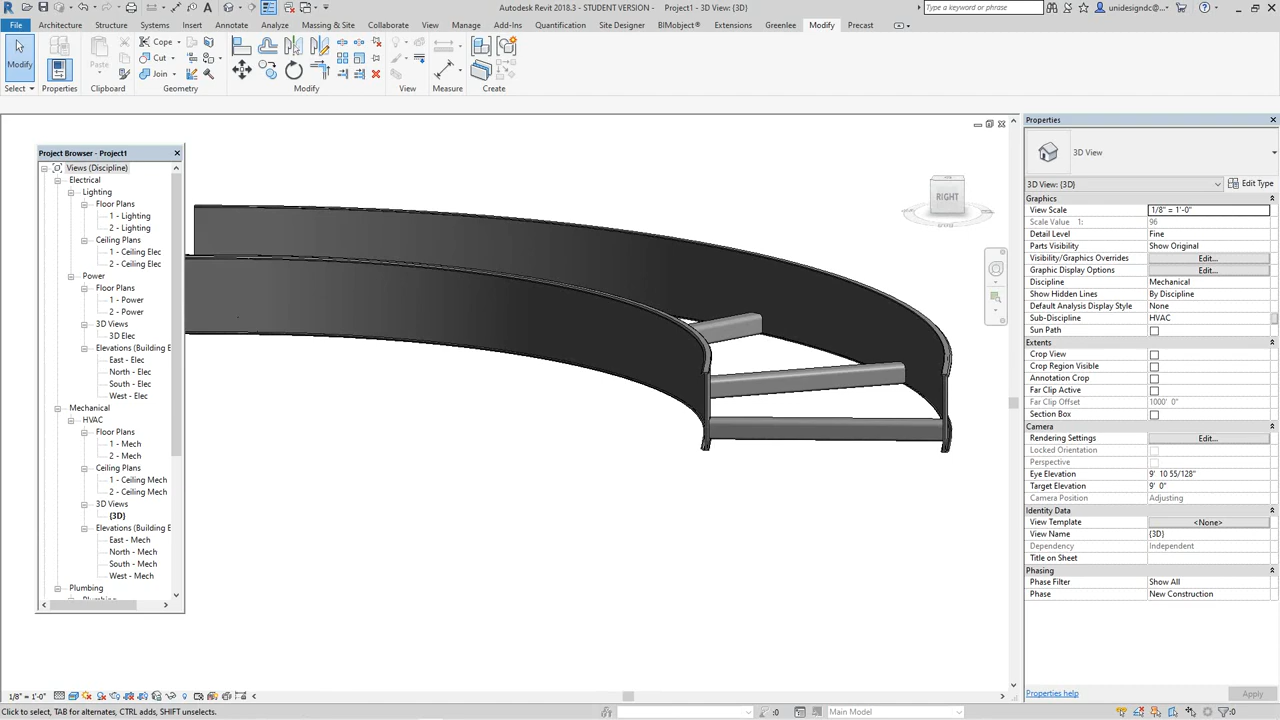 Autodesk Revit 2018.3 - STUDENT VERSION - Project1 - 3D View: {3D}
Type a keyword or phrase
unidesigndc@...
File Architecture Structure Systems Insert Annotate Analyze Massing & Site Collaborate View Manage Add-Ins Quantification Site Designer BIMobject® Extensions Greenlee Modify Precast
Modify
Paste
Cope
Cut
Join
Select Properties Clipboard Geometry Modify View Measure Create
Project Browser - Project1
Views (Discipline)
Electrical
Lighting
Floor Plans
1 - Lighting
2 - Lighting
Ceiling Plans
1 - Ceiling Elec
2 - Ceiling Elec
Power
Floor Plans
1 - Power
2 - Power
3D Views
3D Elec
Elevations (Building E
East - Elec
North - Elec
South - Elec
West - Elec
Mechanical
HVAC
Floor Plans
1 - Mech
2 - Mech
Ceiling Plans
1 - Ceiling Mech
2 - Ceiling Mech
3D Views
{3D}
Elevations (Building E
East - Mech
North - Mech
South - Mech
West - Mech
Plumbing
RIGHT
Properties
3D View
3D View: {3D} Edit Type
Graphics
View Scale 1/8" = 1'-0"
Scale Value 1: 96
Detail Level Fine
Parts Visibility Show Original
Visibility/Graphics Overrides Edit...
Graphic Display Options Edit...
Discipline Mechanical
Show Hidden Lines By Discipline
Default Analysis Display Style None
Sub-Discipline HVAC
Sun Path
Extents
Crop View
Crop Region Visible
Annotation Crop
Far Clip Active
Far Clip Offset 1000' 0"
Section Box
Camera
Rendering Settings Edit...
Locked Orientation
Perspective
Eye Elevation 9' 10 55/128"
Target Elevation 9' 0"
Camera Position Adjusting
Identity Data
View Template <None>
View Name {3D}
Dependency Independent
Title on Sheet
Phasing
Phase Filter Show All
Phase New Construction
Properties help Apply
1/8" = 1'-0"
Click to select, TAB for alternates, CTRL adds, SHIFT unselects.
:0
Main Model
:0